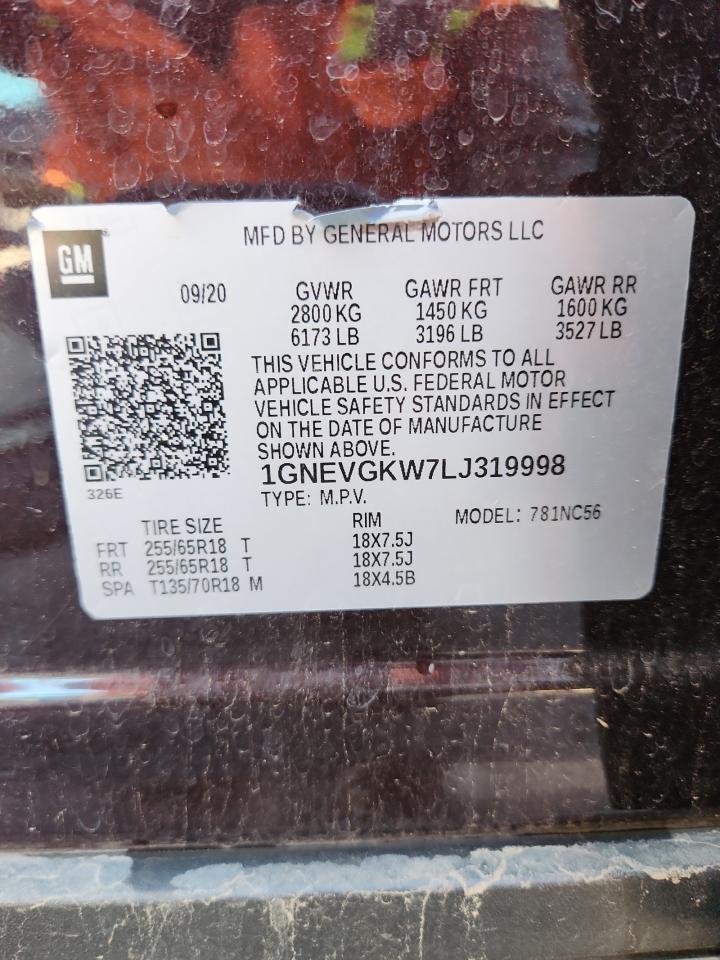 MFD BY GENERAL MOTORS LLC
GM
09/20 GVWR GAWR FRT GAWR RR
2800 KG 1450 KG 1600 KG
6173 LB 3196 LB 3527 LB
THIS VEHICLE CONFORMS TO ALL
APPLICABLE U.S. FEDERAL MOTOR
VEHICLE SAFETY STANDARDS IN EFFECT
ON THE DATE OF MANUFACTURE
SHOWN ABOVE.
1GNEVGKW7LJ319998
326E
TYPE: M.P.V.
MODEL: 781NC56
TIRE SIZE RIM
FRT 255/65R18 T 18X7.5J
RR 255/65R18 T 18X7.5J
SPA T135/70R18 M 18X4.5B